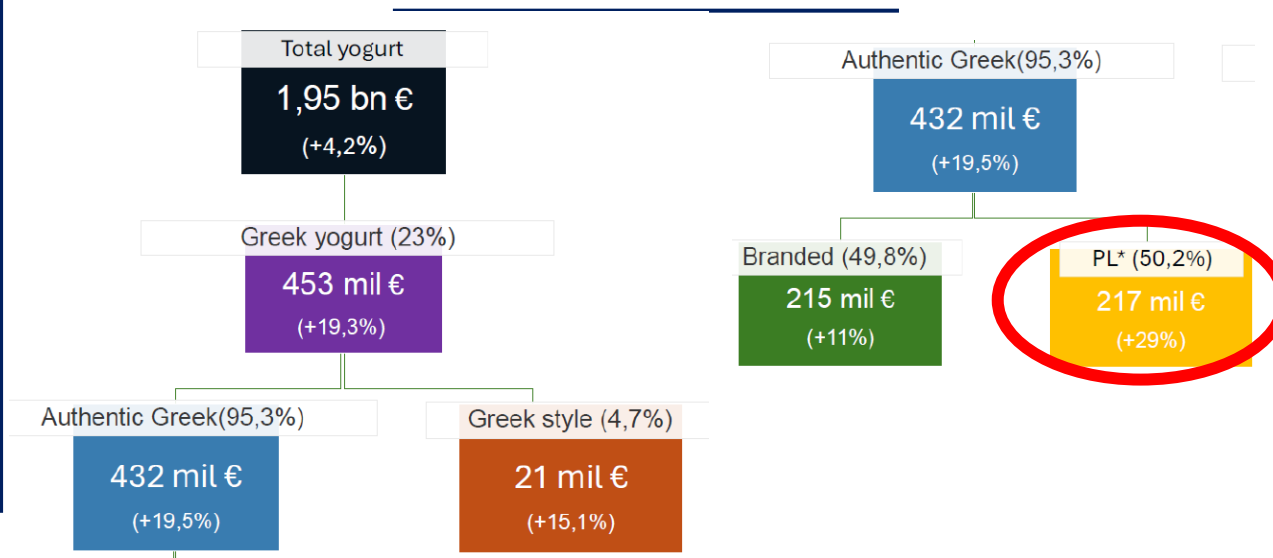 Total yogurt
1,95 bn €
(+4,2%)
Greek yogurt (23%)
453 mil €
(+19,3%)
Authentic Greek(95,3%)
432 mil €
(+19,5%)
Greek style (4,7%)
21 mil €
(+15,1%)
Authentic Greek(95,3%)
432 mil €
(+19,5%)
Branded (49,8%)
215 mil €
(+11%)
PL* (50,2%)
217 mil €
(+29%)